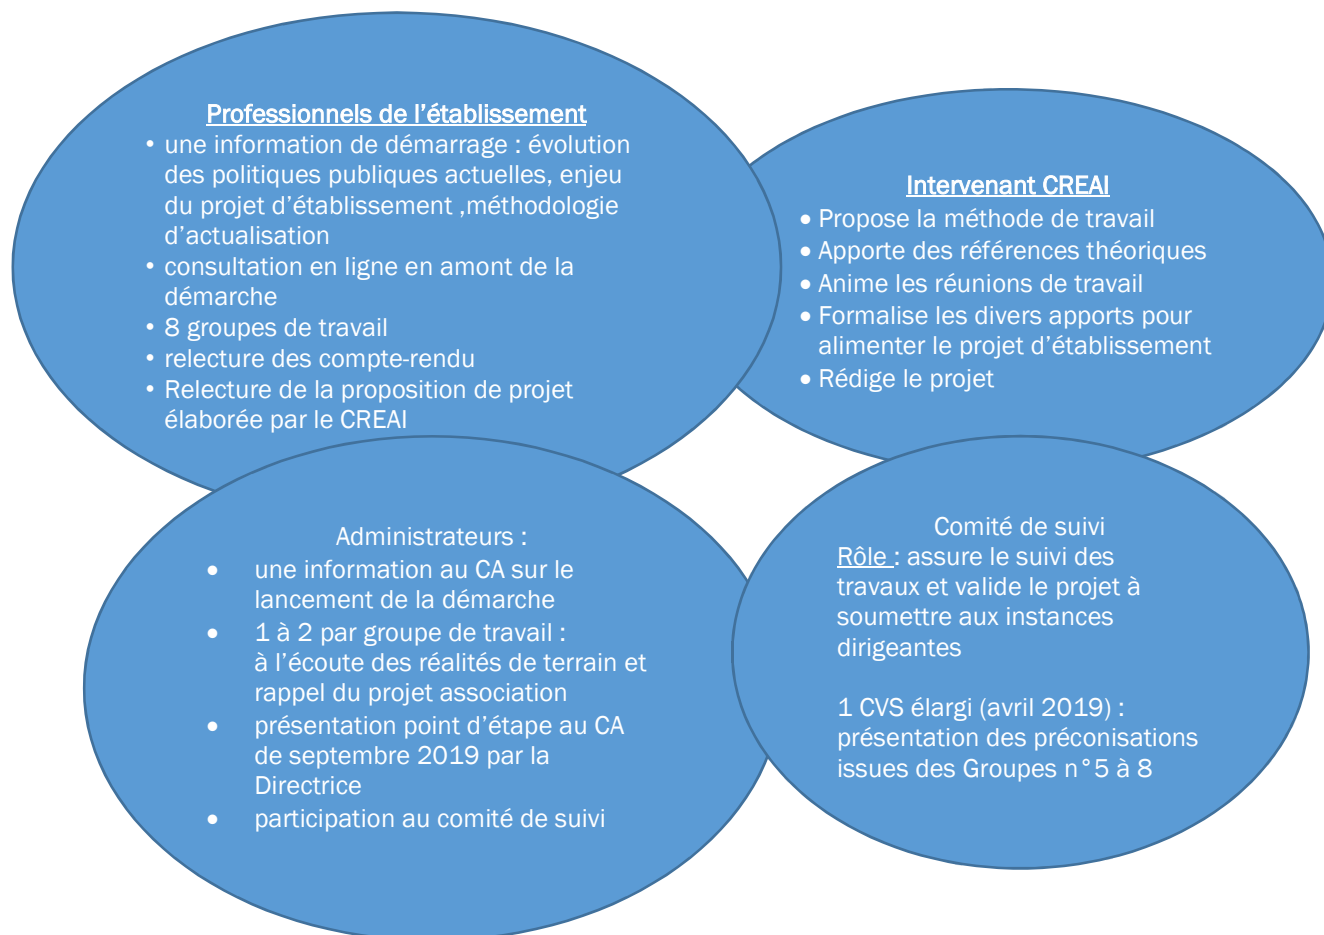 Professionnels de l'établissement
• une information de démarrage : évolution
des politiques publiques actuelles, enjeu
du projet d'établissement ,méthodologie
d'actualisation
• consultation en ligne en amont de la
démarche
• 8 groupes de travail
• relecture des compte-rendu
• Relecture de la proposition de projet
élaborée par le CREAI
Intervenant CREAI
• Propose la méthode de travail
• Apporte des références théoriques
• Anime les réunions de travail
• Formalise les divers apports pour
alimenter le projet d'établissement
• Rédige le projet
Administrateurs :
• une information au CA sur le
lancement de la démarche
• 1 à 2 par groupe de travail :
à l'écoute des réalités de terrain et
rappel du projet association
• présentation point d'étape au CA
de septembre 2019 par la
Directrice
• participation au comité de suivi
Comité de suivi
Rôle : assure le suivi des
travaux et valide le projet à
soumettre aux instances
dirigeantes
1 CVS élargi (avril 2019) :
présentation des préconisations
issues des Groupes n°5 à 8